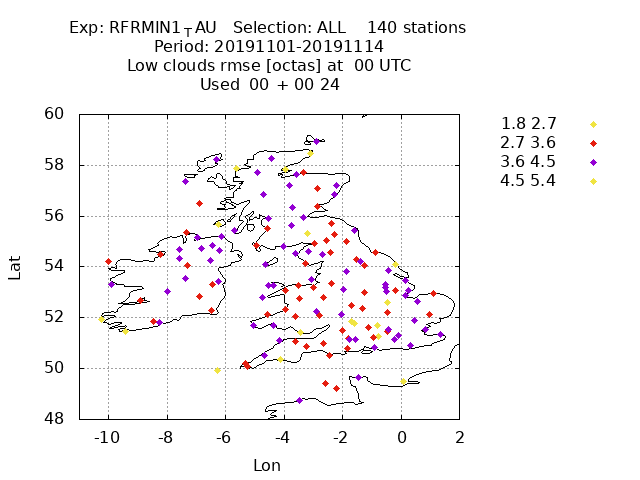 Exp: RFRMIN1_TAU   Selection: ALL    140 stations
Period: 20191101-20191114
Low clouds rmse [octas] at  00 UTC
Used  00 + 00 24
60
58
56
54
52
50
48
-10 -8 -6 -4 -2 0 2
Lat
Lon
1.8 2.7
2.7 3.6
3.6 4.5
4.5 5.4